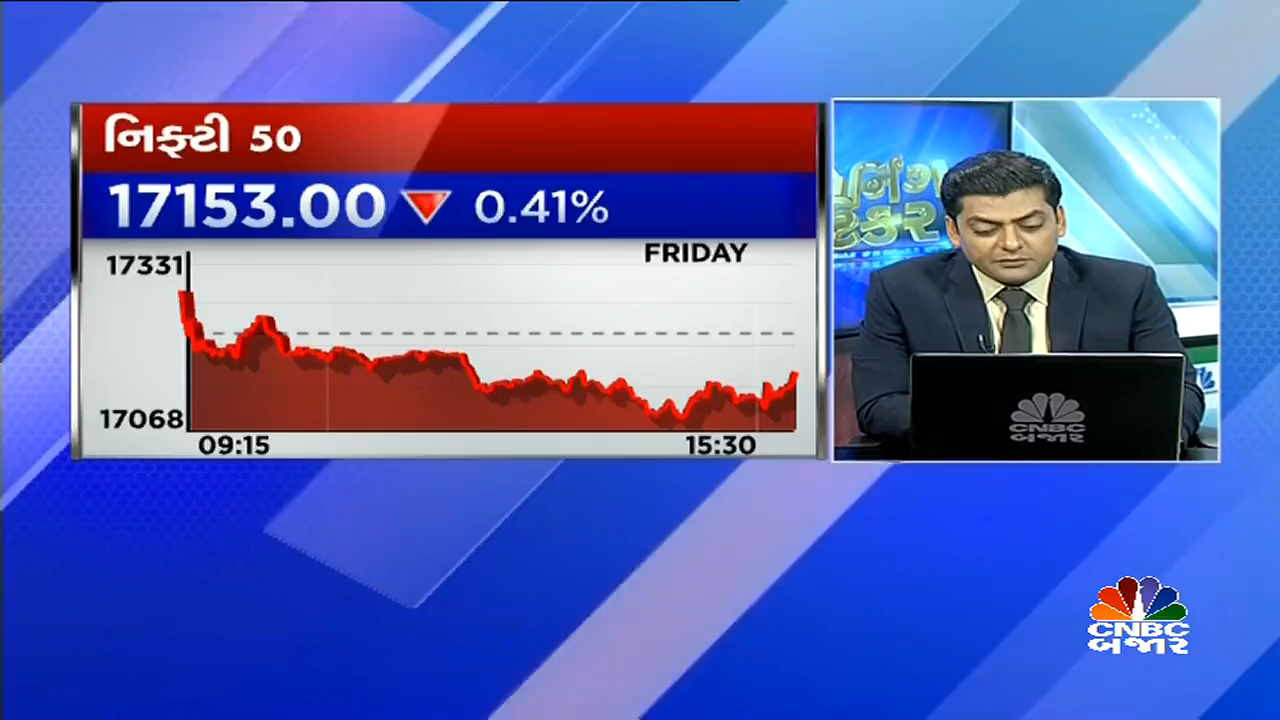 નિફ્ટી 50
17153.00 0.41%
FRIDAY
17331
17068
09:15
15:30
CNBC
બજાર
CNBC
બજાર